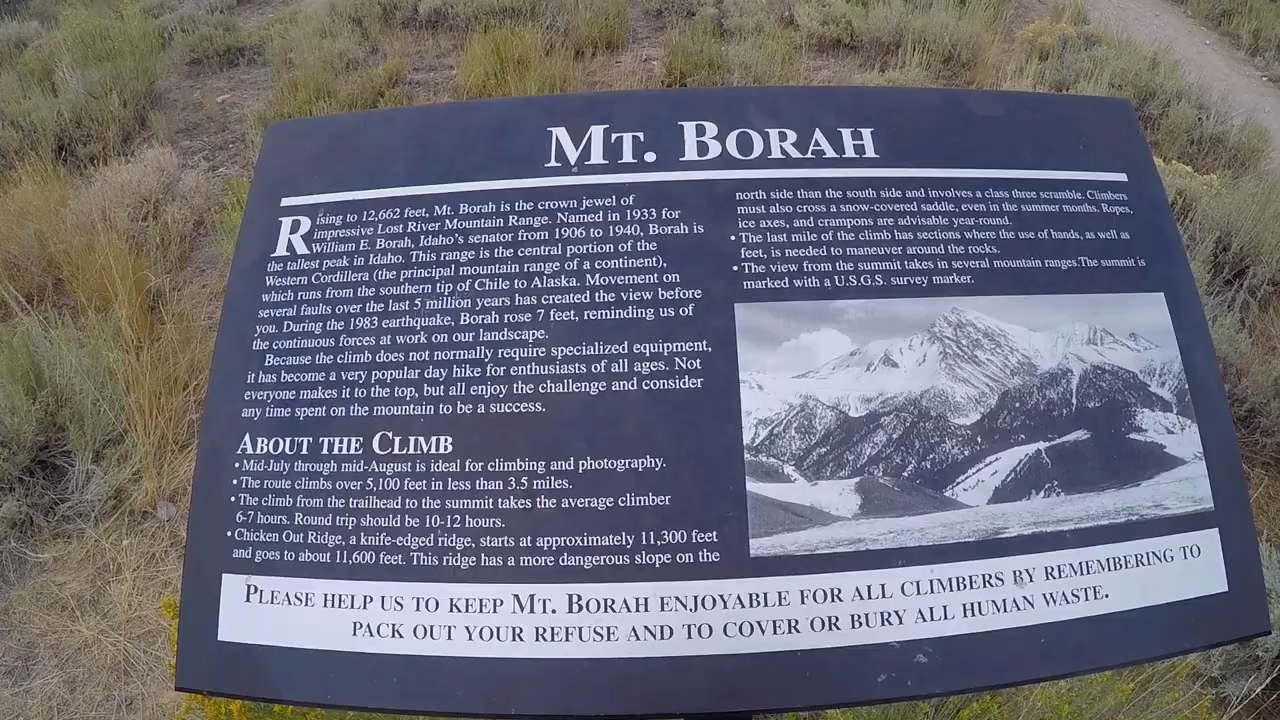 MT. BORAH
Rising to 12,662 feet, Mt. Borah is the crown jewel of
impressive Lost River Mountain Range. Named in 1933 for
William E. Borah, Idaho's senator from 1906 to 1940, Borah is
the tallest peak in Idaho. This range is the central portion of the
Western Cordillera (the principal mountain range of a continent),
which runs from the southern tip of Chile to Alaska. Movement on
several faults over the last 5 million years has created the view before
you. During the 1983 earthquake, Borah rose 7 feet, reminding us of
the continuous forces at work on our landscape.
Because the climb does not normally require specialized equipment,
it has become a very popular day hike for enthusiasts of all ages. Not
everyone makes it to the top, but all enjoy the challenge and consider
any time spent on the mountain to be a success.
ABOUT THE CLIMB
• Mid-July through mid-August is ideal for climbing and photography.
• The route climbs over 5,100 feet in less than 3.5 miles.
• The climb from the trailhead to the summit takes the average climber
6-7 hours. Round trip should be 10-12 hours.
• Chicken Out Ridge, a knife-edged ridge, starts at approximately 11,300 feet
and goes to about 11,600 feet. This ridge has a more dangerous slope on the
north side than the south side and involves a class three scramble. Climbers
must also cross a snow-covered saddle, even in the summer months. Ropes,
ice axes, and crampons are advisable year-round.
• The last mile of the climb has sections where the use of hands, as well as
feet, is needed to maneuver around the rocks.
• The view from the summit takes in several mountain ranges.The summit is
marked with a U.S.G.S. survey marker.
PLEASE HELP US TO KEEP MT. BORAH ENJOYABLE FOR ALL CLIMBERS BY REMEMBERING TO
PACK OUT YOUR REFUSE AND TO COVER OR BURY ALL HUMAN WASTE.